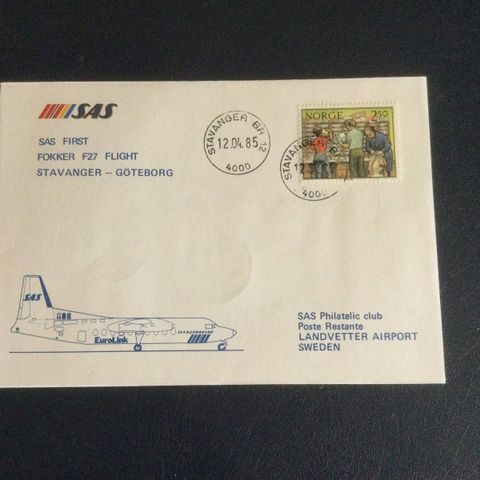 SAS
SAS FIRST
FOKKER F27 FLIGHT
STAVANGER - GÖTEBORG
STAVANGER BR 12
12.04.85
4000
NORGE 2.50
STAVANGER
4000
SAS
EuroLink
SAS Philatelic club
Poste Restante
LANDVETTER AIRPORT
SWEDEN